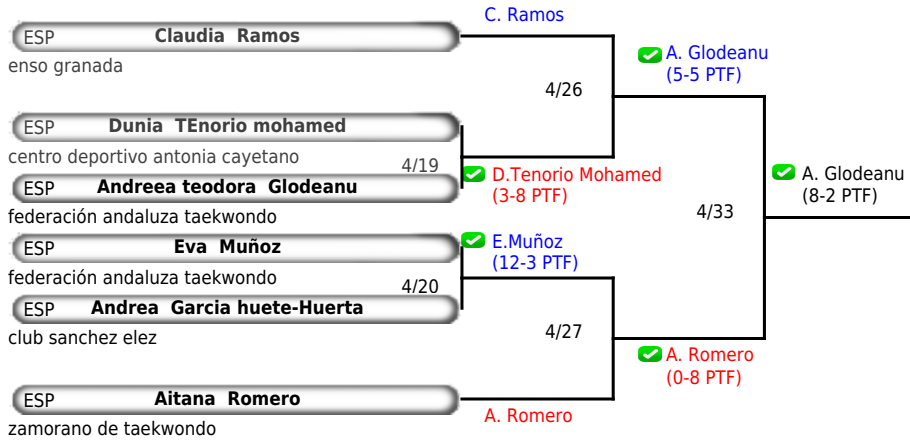 C. Ramos
ESP Claudia Ramos
enso granada
A. Glodeanu
(5-5 PTF)
4/26
ESP Dunia TEnorio mohamed
centro deportivo antonia cayetano
4/19
ESP Andreea teodora Glodeanu
federación andaluza taekwondo
D.Tenorio Mohamed
(3-8 PTF)
A. Glodeanu
(8-2 PTF)
4/33
ESP Eva Muñoz
federación andaluza taekwondo
E.Muñoz
(12-3 PTF)
4/20
ESP Andrea Garcia huete-Huerta
club sanchez elez
4/27
A. Romero
(0-8 PTF)
ESP Aitana Romero
zamorano de taekwondo
A. Romero